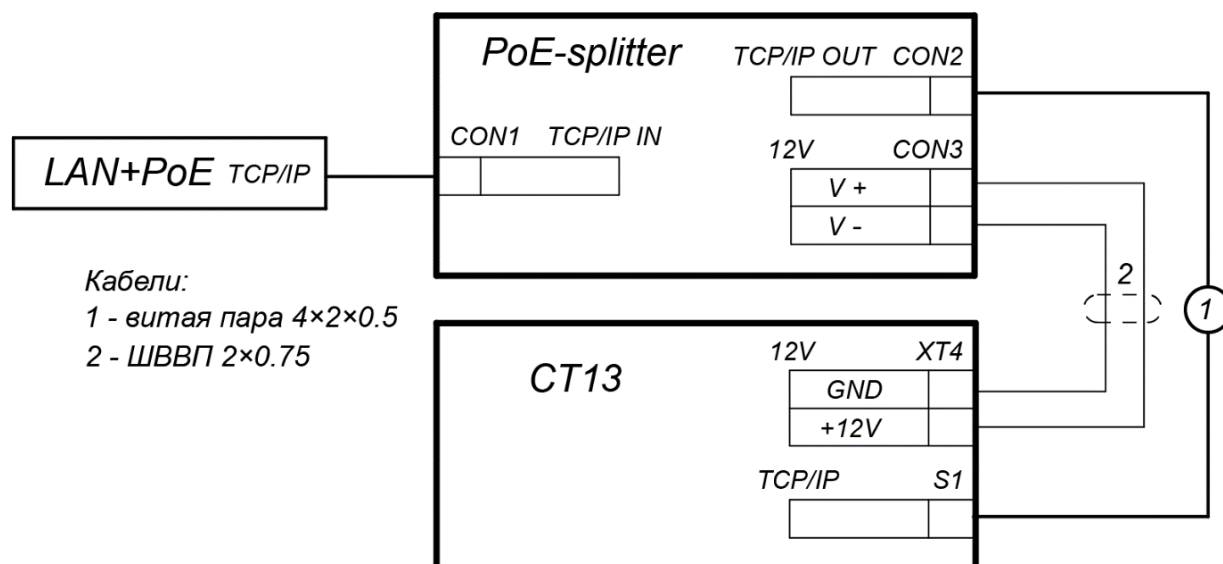 PoE-splitter
TCP/IP OUT CON2
CON1 TCP/IP IN
12V CON3
V +
V -
LAN+PoE TCP/IP
Кабели:
1 - витая пара 4×2×0.5
2 - ШВВП 2×0.75
2
1
CT13
12V XT4
GND
+12V
TCP/IP S1